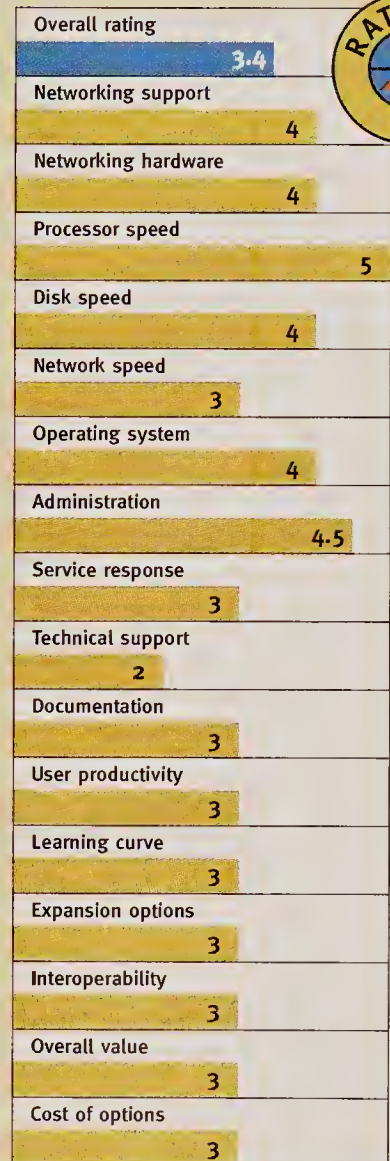 Overall rating
3.4
Networking support
4
Networking hardware
4
Processor speed
5
Disk speed
4
Network speed
3
Operating system
4
Administration
4.5
Service response
3
Technical support
2
Documentation
3
User productivity
3
Learning curve
3
Expansion options
3
Interoperability
3
Overall value
3
Cost of options
3